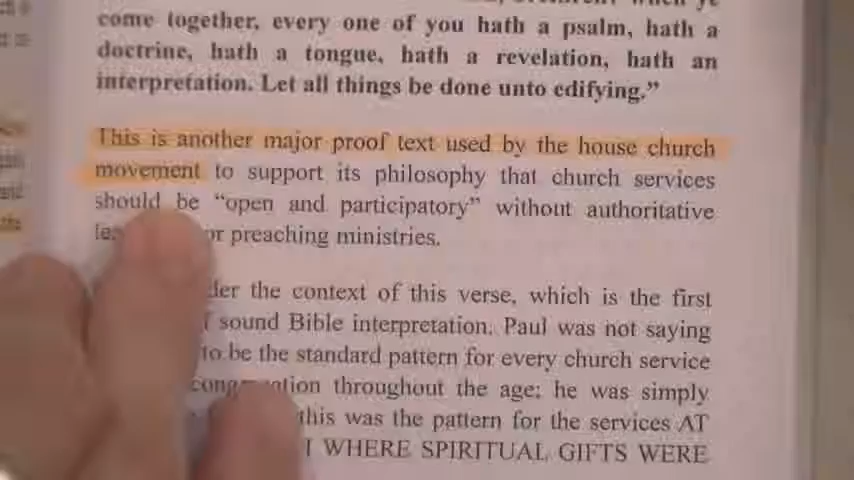 come together, every one of you hath a psalm, hath a
doctrine, hath a tongue, hath a revelation, hath an
interpretation. Let all things be done unto edifying.”
This is another major proof text used by the house church
movement to support its philosophy that church services
should be “open and participatory” without authoritative
or preaching ministries.
the context of this verse, which is the first
sound Bible interpretation. Paul was not saying
to be the standard pattern for every church service
throughout the age; he was simply
this was the pattern for the services AT
WHERE SPIRITUAL GIFTS WERE